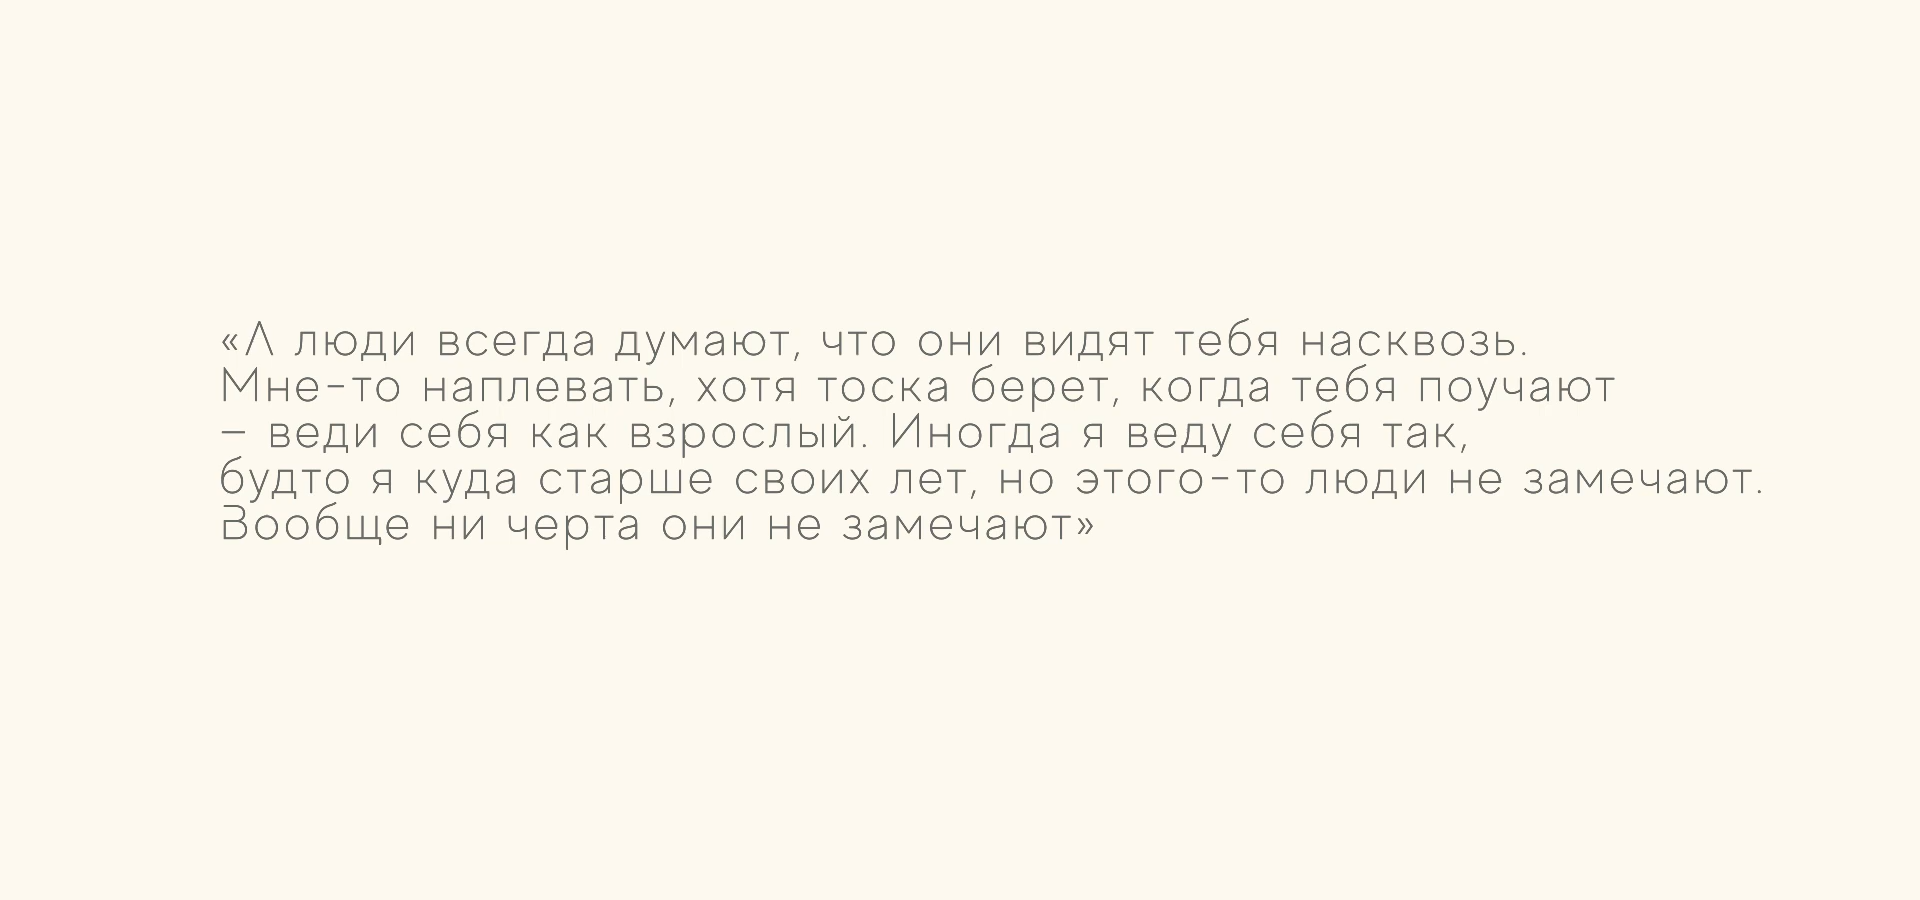 «А люди всегда думают, что они видят тебя насквозь.
Мне-то наплевать, хотя тоска берет, когда тебя поучают
– веди себя как взрослый. Иногда я веду себя так,
будто я куда старше своих лет, но этого-то люди не замечают.
Вообще ни черта они не замечают»